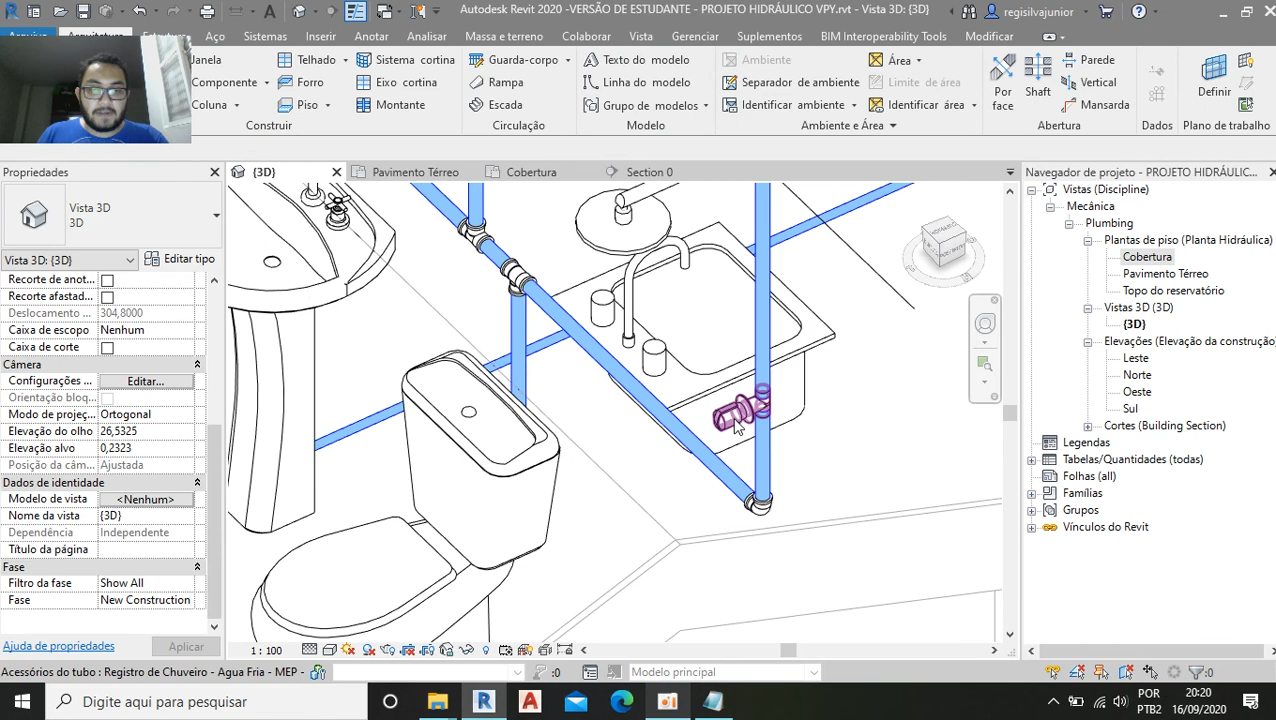 Autodesk Revit 2020 -VERSÃO DE ESTUDANTE - PROJETO HIDRÁULICO VPY.rvt - Vista 3D: {3D}
regisilvajunior
Arquivo Arquitetura Estrutura Aço Sistemas Inserir Anotar Analisar Massa e terreno Colaborar Vista Gerenciar Suplementos BIM Interoperability Tools Modificar
Janela Telhado Sistema cortina Guarda-corpo Texto do modelo Ambiente Área Parede
Componente Forro Eixo cortina Rampa Linha do modelo Separador de ambiente Limite de área Vertical
Coluna Piso Montante Escada Grupo de modelos Identificar ambiente Identificar área Mansarda
Por face Shaft Definir
Construir Circulação Modelo Ambiente e Área Abertura Dados Plano de trabalho
Propriedades
{3D} Pavimento Térreo Cobertura Section 0
Navegador de projeto - PROJETO HIDRÁULIC...
Vista 3D
3D
Vista 3D: {3D} Editar tipo
Recorte de anot...
Recorte afastad...
Deslocamento ... 304,8000
Caixa de escopo Nenhum
Caixa de corte
Câmera
Configurações ... Editar...
Orientação bloq...
Modo de projeç... Ortogonal
Elevação do olho 26,5325
Elevação alvo 0,2323
Posição da câm... Ajustada
Dados de identidade
Modelo de vista <Nenhum>
Nome da vista {3D}
Dependência Independente
Título da página
Fase
Filtro da fase Show All
Fase New Construction
Ajuda de propriedades Aplicar
Vistas (Disciplina)
Mecânica
Plumbing
Plantas de piso (Planta Hidráulica)
Cobertura
Pavimento Térreo
Topo do reservatório
Vistas 3D (3D)
{3D}
Elevações (Elevação da construção)
Leste
Norte
Oeste
Sul
Cortes (Building Section)
Legendas
Tabelas/Quantidades (todas)
Folhas (all)
Famílias
Grupos
Vínculos do Revit
1 : 100
Acessórios do tubo : Registro de Chuveiro - Agua Fria - MEP - :0 Modelo principal :0
Digite aqui para pesquisar
POR
PTB2
20:20
16/09/2020